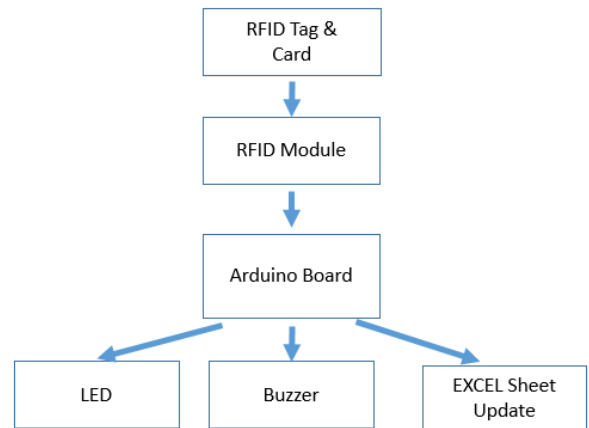 RFID Tag &
Card
RFID Module
Arduino Board
LED
Buzzer
EXCEL Sheet
Update